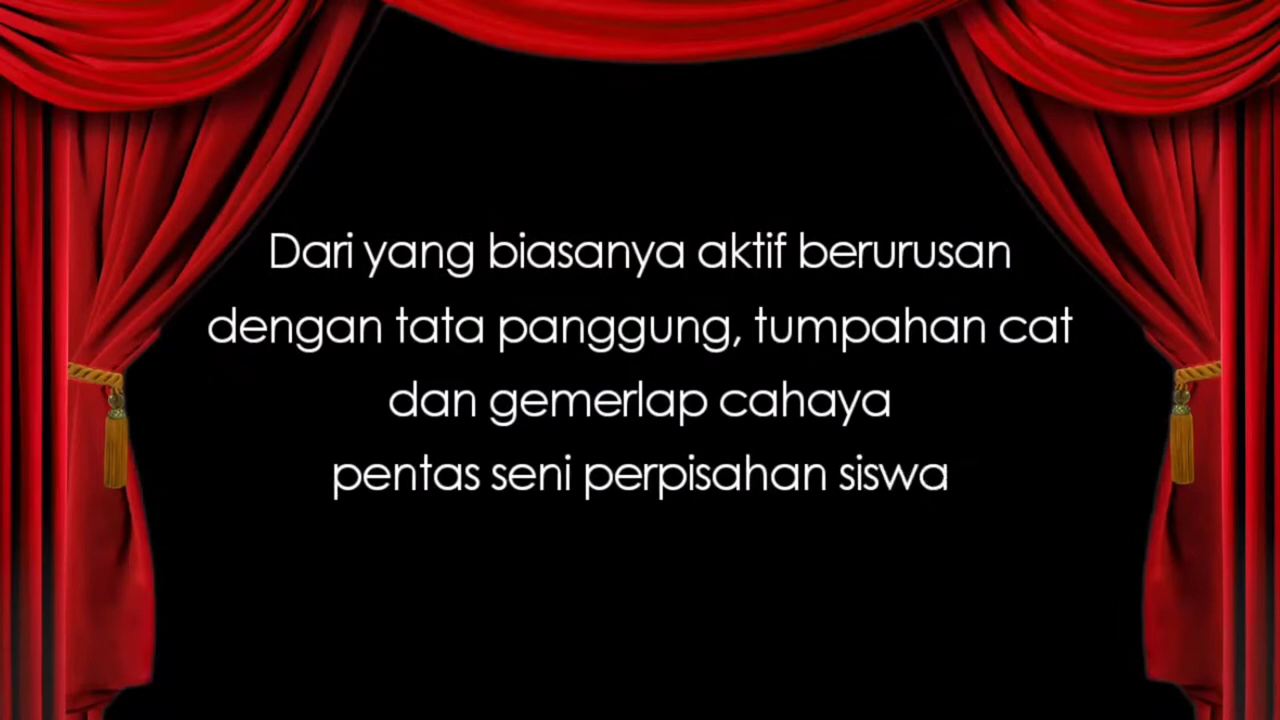 Dari yang biasanya aktif berurusan
dengan tata panggung, tumpahan cat
dan gemerlap cahaya
pentas seni perpisahan siswa